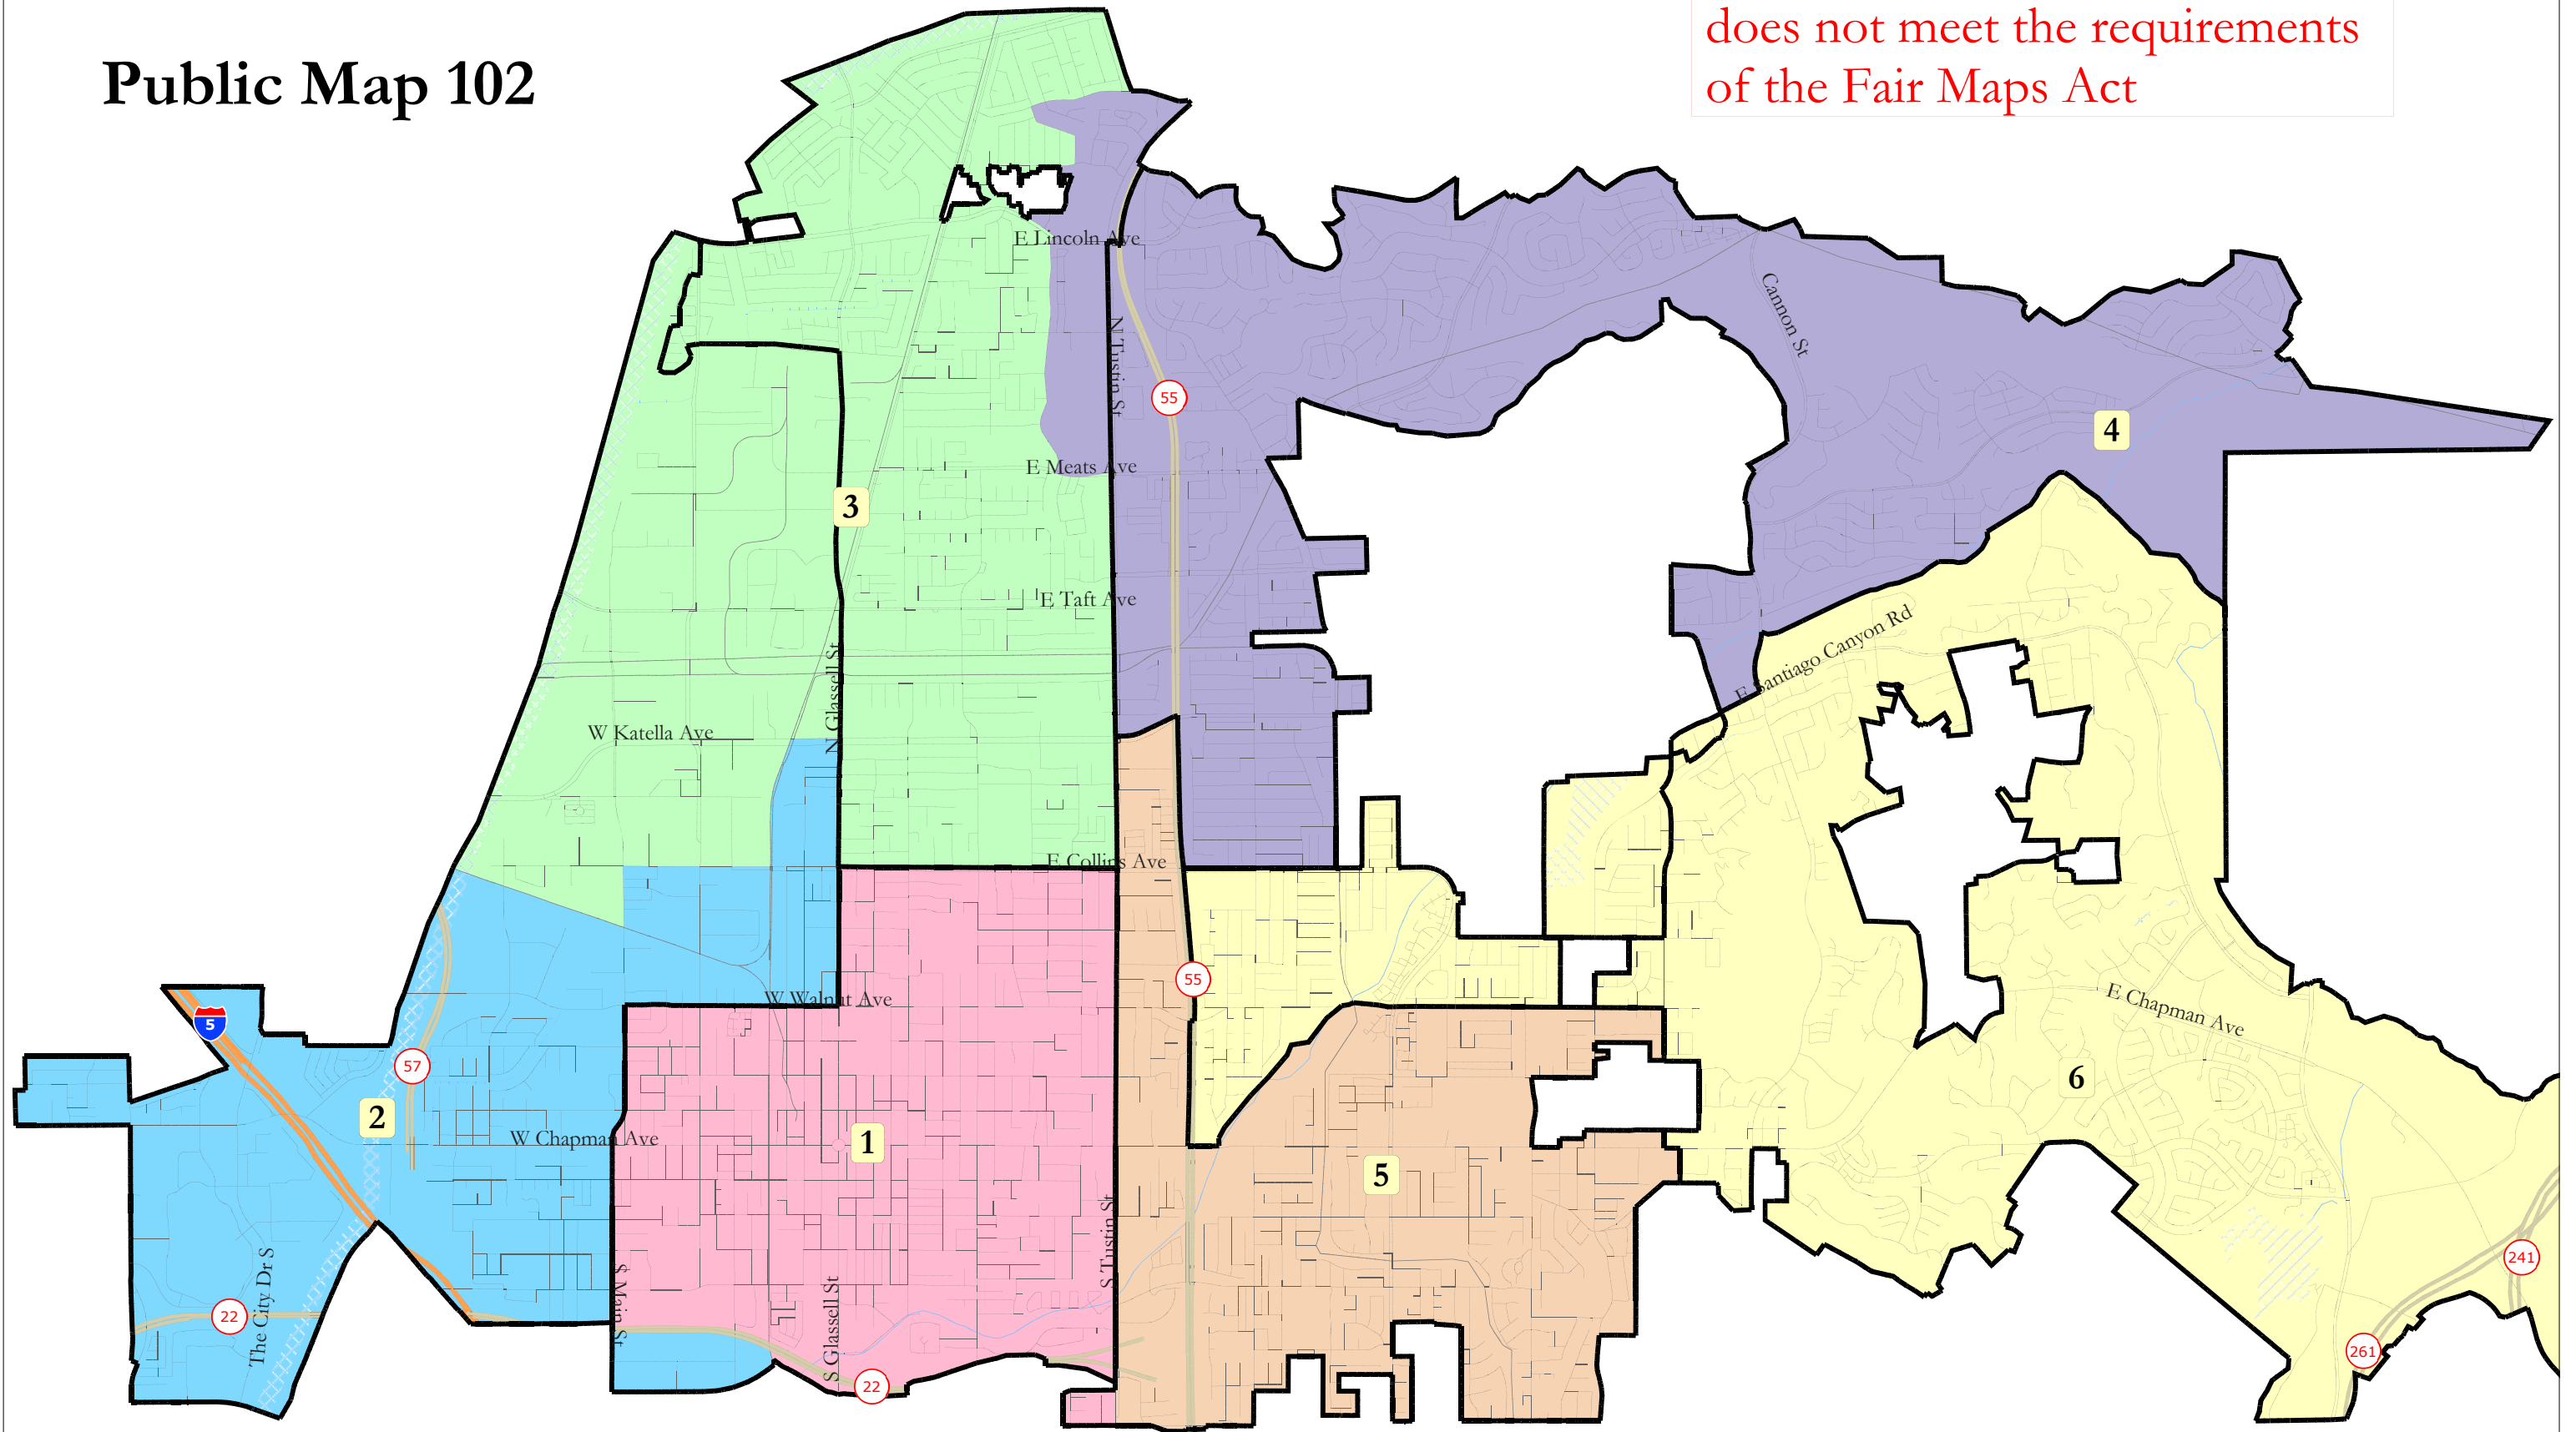 does not meet the requirements
of the Fair Maps Act
Public Map 102
E Lincoln Ave
Cannon St
N Tustin St
55
4
E Meats Ave
3
E Taft Ave
E Santiago Canyon Rd
N Glassell St
W Katella Ave
E Collins Ave
55
W Walnut Ave
E Chapman Ave
5
57
6
2
W Chapman Ave
1
5
S Tustin St
The City Dr S
S Main St
S Glassell St
241
22
261
22